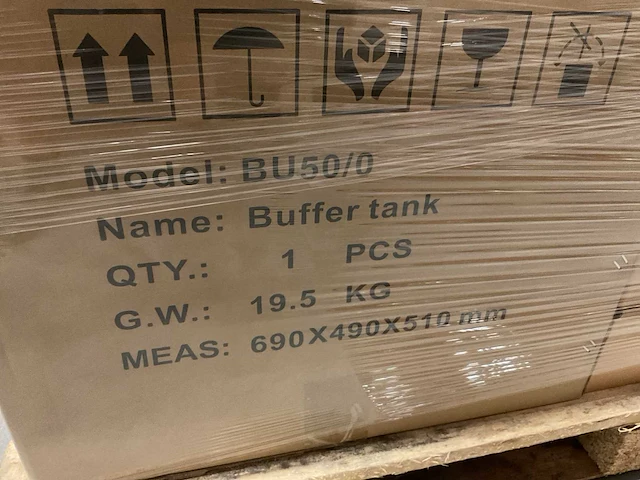 Model: BU50/0
Name: Buffer tank
QTY.: 1 PCS
G.W.: 19.5 KG
MEAS: 690X490X510 mm